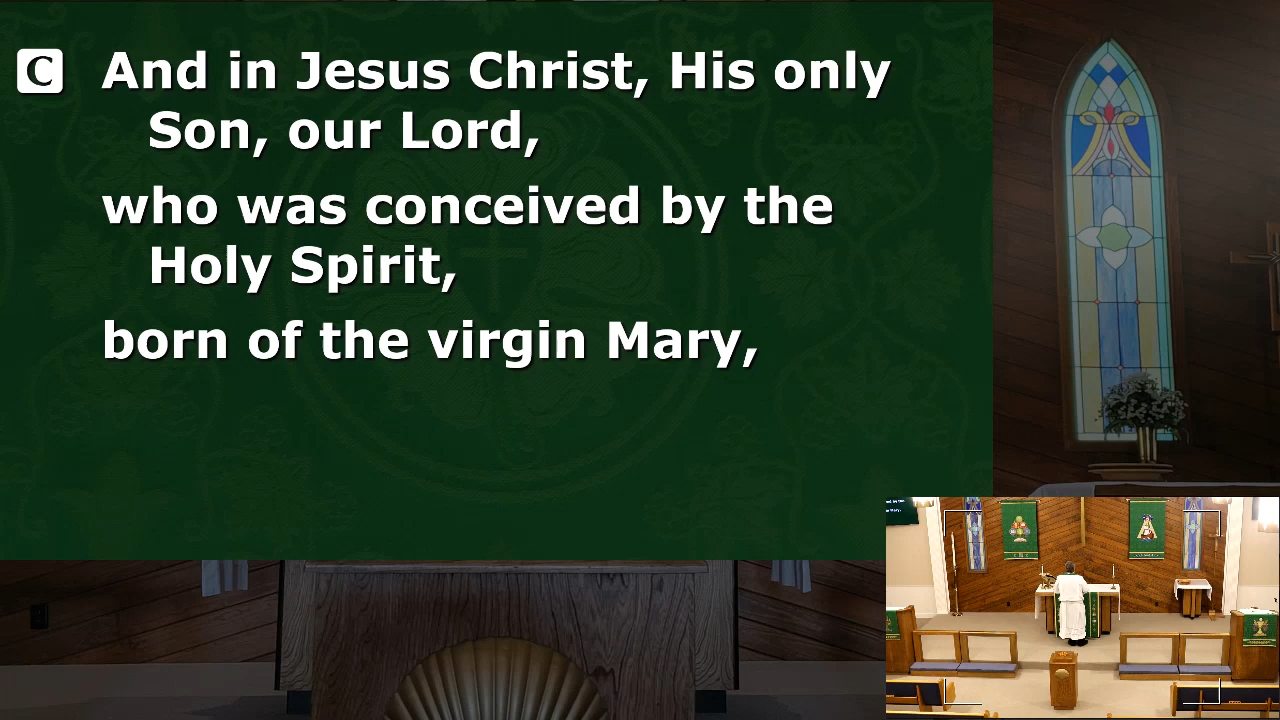 C And in Jesus Christ, His only
Son, our Lord,
who was conceived by the
Holy Spirit,
born of the virgin Mary,